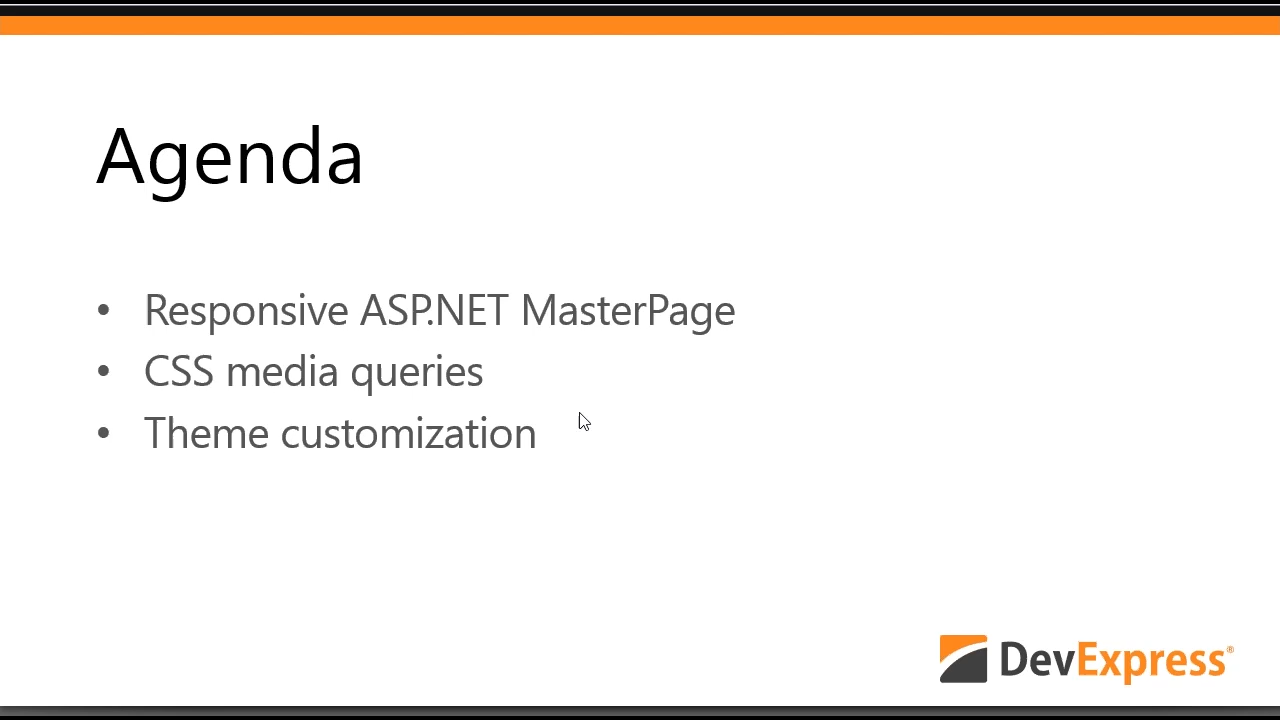 Agenda
• Responsive ASP.NET MasterPage
• CSS media queries
• Theme customization
DevExpress®